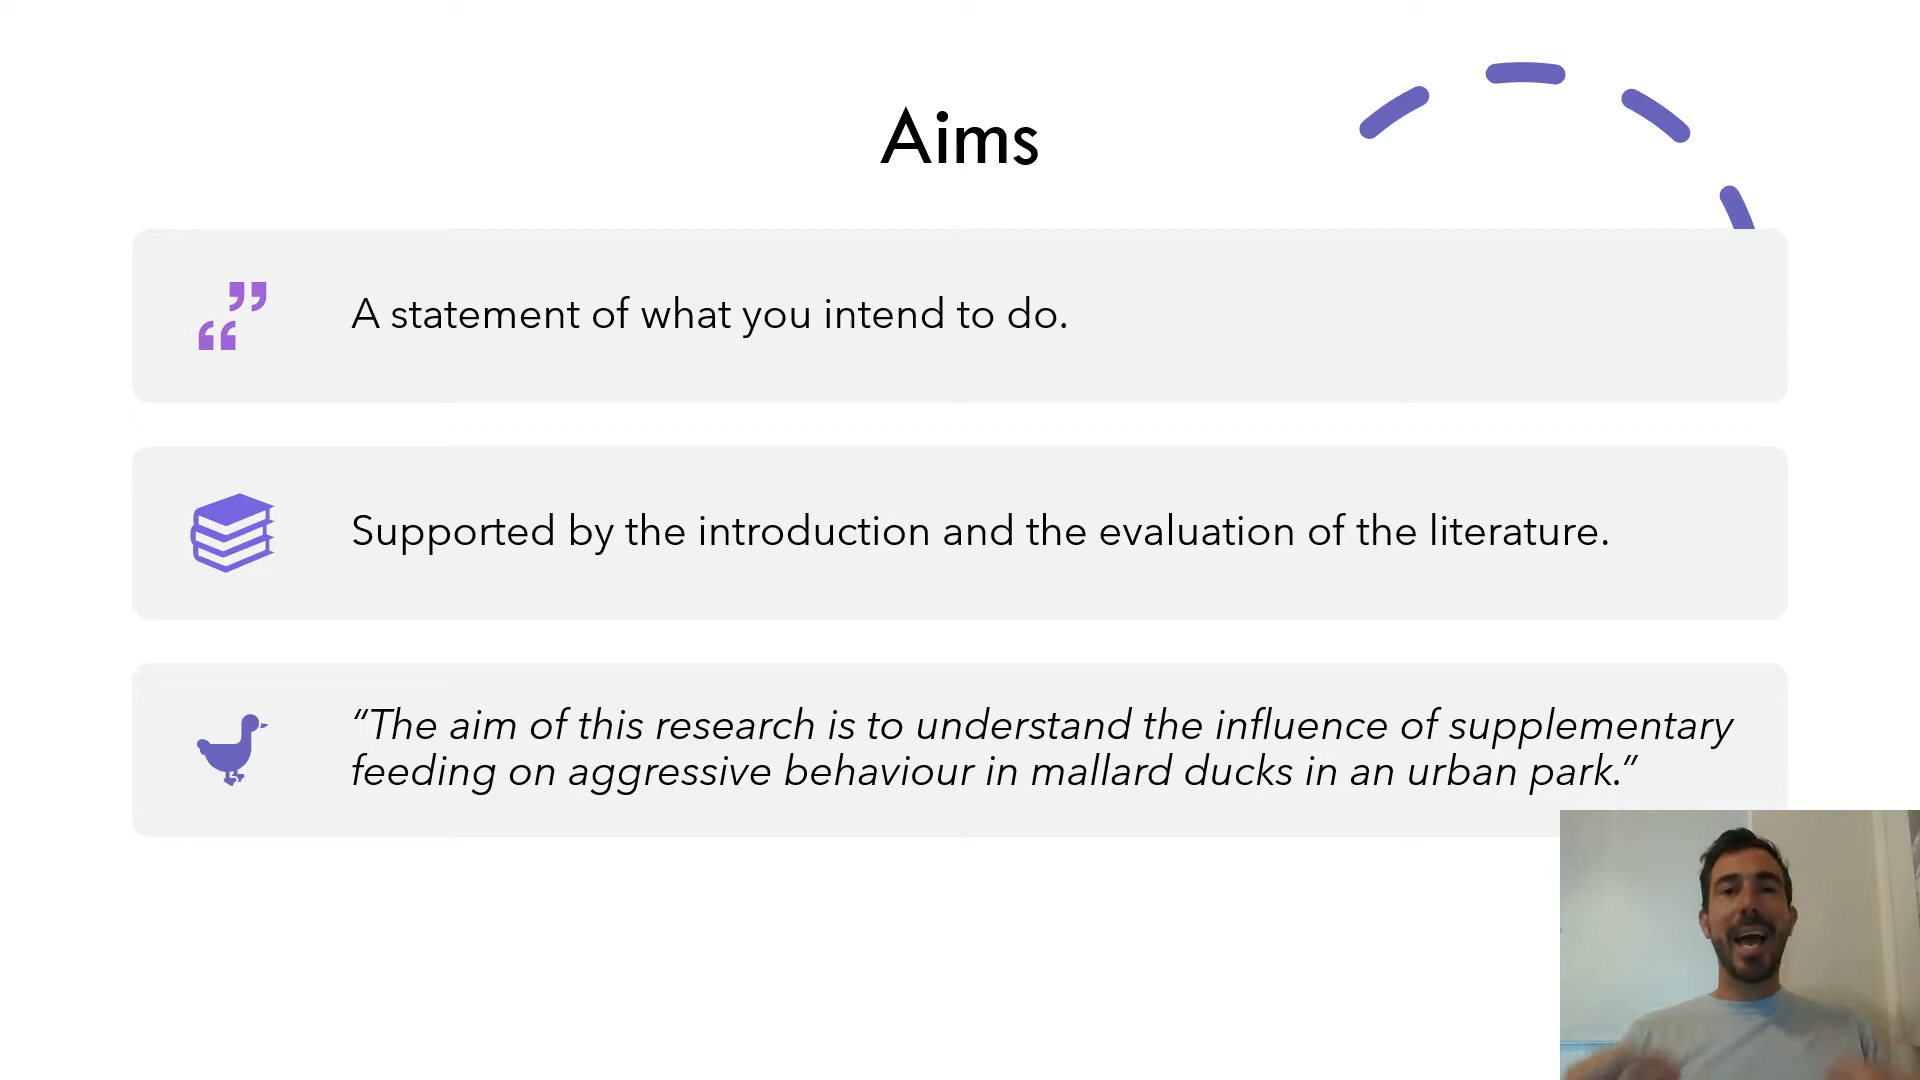 Aims
A statement of what you intend to do.
Supported by the introduction and the evaluation of the literature.
“The aim of this research is to understand the influence of supplementary
feeding on aggressive behaviour in mallard ducks in an urban park.”